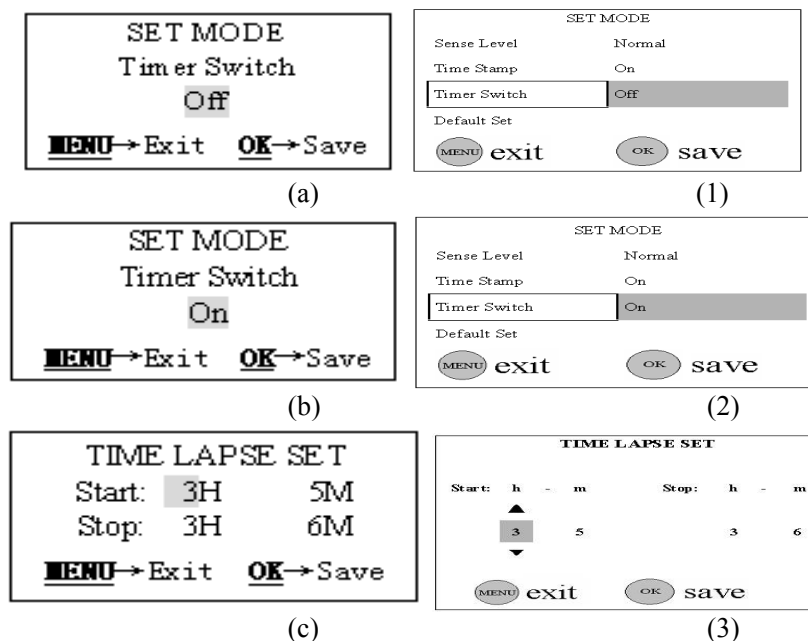 SET MODE
Timer Switch
Off
MENU→Exit OK→Save
(a)
SET MODE
Sense Level Normal
Time Stamp On
Timer Switch Off
Default Set
MENU exit OK save
(1)
SET MODE
Timer Switch
On
MENU→Exit OK→Save
(b)
SET MODE
Sense Level Normal
Time Stamp On
Timer Switch On
Default Set
MENU exit OK save
(2)
TIME LAPSE SET
Start: 3H 5M
Stop: 3H 6M
MENU→Exit OK→Save
(c)
TIME LAPSE SET
Start: h - m Stop: h - m
3 5 3 6
MENU exit OK save
(3)